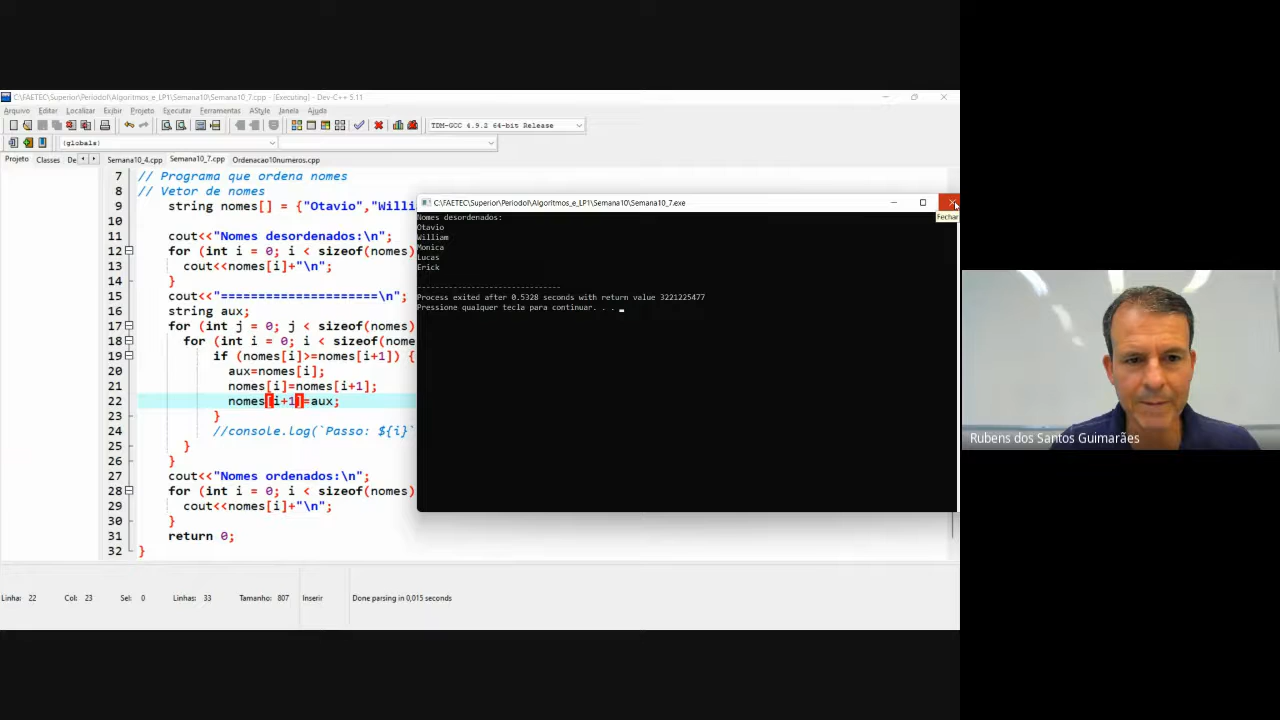 C:\FAETEC\Superior\PeriodoI\Algoritmos_e_LP1\Semana10\Semana10_7.cpp - [Executing] - Dev-C++ 5.11
Arquivo Editar Localizar Exibir Projeto Executar Ferramentas AStyle Janela Ajuda
TDM-GCC 4.9.2 64-bit Release
(globals)
Projeto Classes De Semana10_4.cpp Semana10_7.cpp Ordenacao10numeros.cpp
7 // Programa que ordena nomes
8 // Vetor de nomes
9 string nomes[] = {"Otavio","Willi
10
11 cout<<"Nomes desordenados:\n";
12 for (int i = 0; i < sizeof(nomes)
13 cout<<nomes[i]+"\n";
14 }
15 cout<<"=====================\n";
16 string aux;
17 for (int j = 0; j < sizeof(nomes)
18 for (int i = 0; i < sizeof(nome
19 if (nomes[i]>=nomes[i+1]) {
20 aux=nomes[i];
21 nomes[i]=nomes[i+1];
22 nomes[i+1]=aux;
23 }
24 //console.log(`Passo: ${i}`
25 }
26 }
27 cout<<"Nomes ordenados:\n";
28 for (int i = 0; i < sizeof(nomes)
29 cout<<nomes[i]+"\n";
30 }
31 return 0;
32 }
C:\FAETEC\Superior\PeriodoI\Algoritmos_e_LP1\Semana10\Semana10_7.exe
Fechar
Nomes desordenados:
Otavio
William
Monica
Lucas
Erick
--------------------------------
Process exited after 0.5328 seconds with return value 3221225477
Pressione qualquer tecla para continuar. . .
Linha: 22 Col: 23 Sel: 0 Linhas: 33 Tamanho: 807 Inserir Done parsing in 0,015 seconds
Rubens dos Santos Guimarães